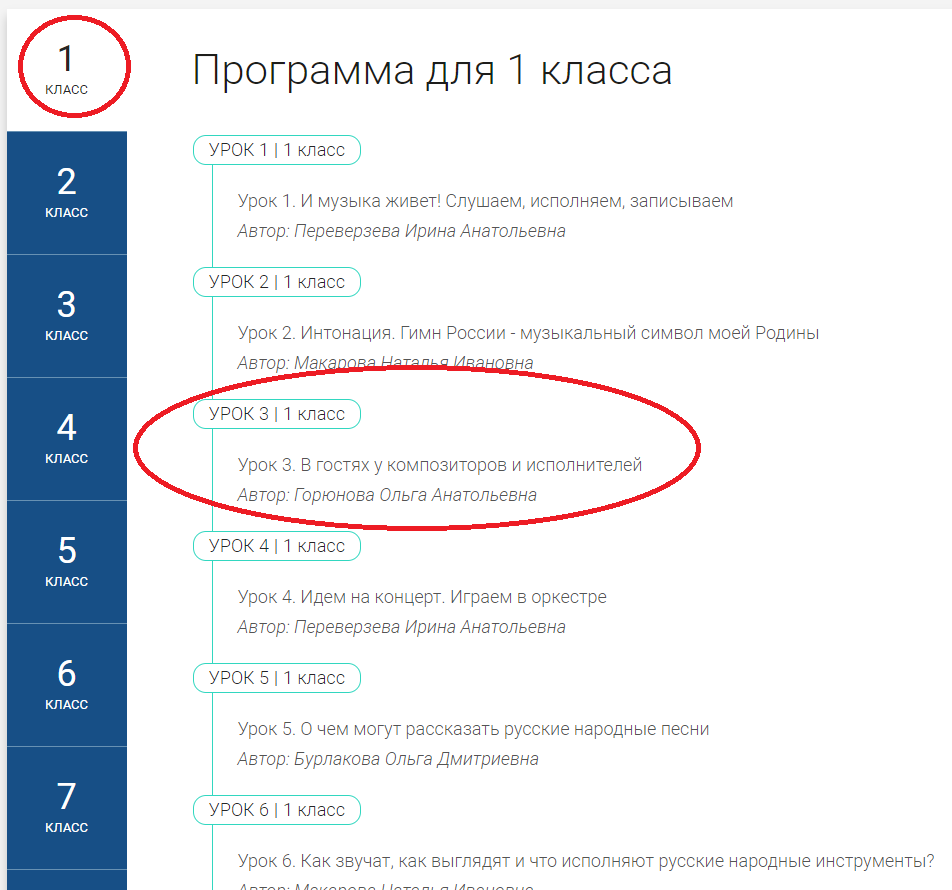 1
КЛАСС
2
КЛАСС
3
КЛАСС
4
КЛАСС
5
КЛАСС
6
КЛАСС
7
КЛАСС
Программа для 1 класса
УРОК 1 | 1 класс
Урок 1. И музыка живет! Слушаем, исполняем, записываем
Автор: Переверзева Ирина Анатольевна
УРОК 2 | 1 класс
Урок 2. Интонация. Гимн России - музыкальный символ моей Родины
Автор: Макарова Наталья Ивановна
УРОК 3 | 1 класс
Урок 3. В гостях у композиторов и исполнителей
Автор: Горюнова Ольга Анатольевна
УРОК 4 | 1 класс
Урок 4. Идем на концерт. Играем в оркестре
Автор: Переверзева Ирина Анатольевна
УРОК 5 | 1 класс
Урок 5. О чем могут рассказать русские народные песни
Автор: Бурлакова Ольга Дмитриевна
УРОК 6 | 1 класс
Урок 6. Как звучат, как выглядят и что исполняют русские народные инструменты?
Автор: Макарова Наталья Ивановна